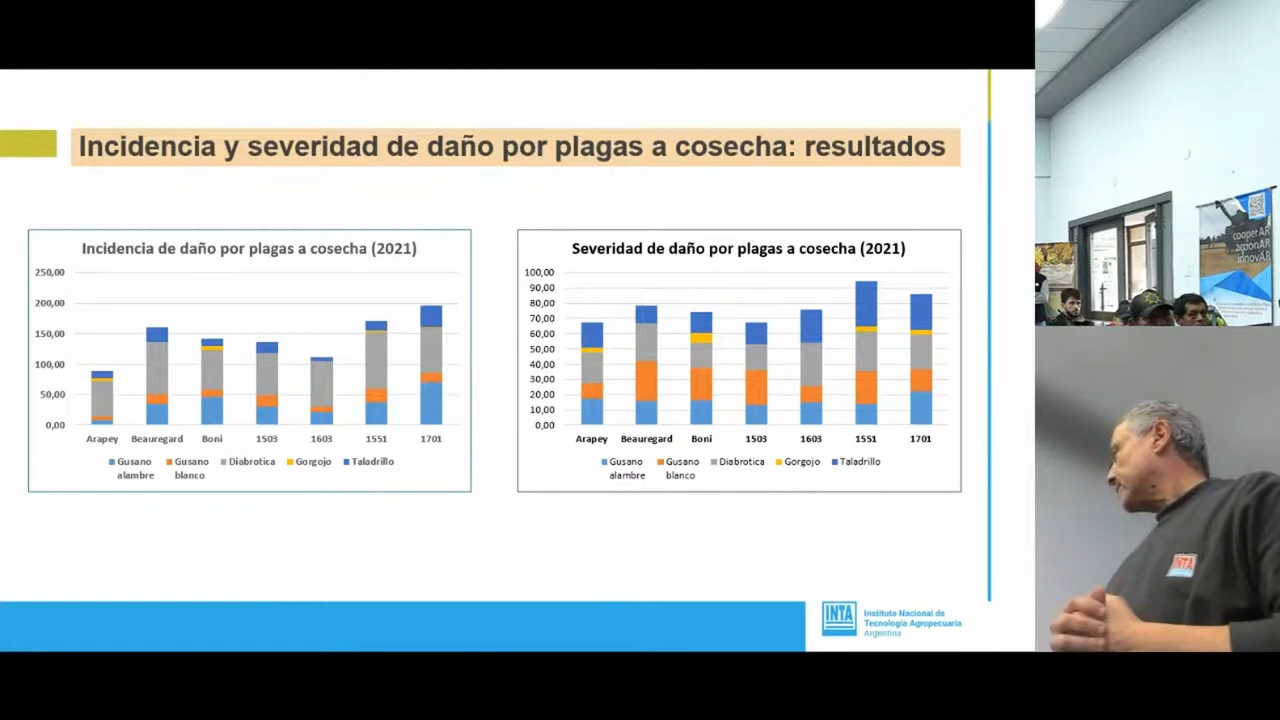 Incidencia y severidad de daño por plagas a cosecha: resultados
Incidencia de daño por plagas a cosecha (2021)
250,00
200,00
150,00
100,00
50,00
0,00
Arapey Beauregard Boni 1503 1603 1551 1701
Gusano alambre Gusano blanco Diabrotica Gorgojo Taladrillo
Severidad de daño por plagas a cosecha (2021)
100,00
90,00
80,00
70,00
60,00
50,00
40,00
30,00
20,00
10,00
0,00
Arapey Beauregard Boni 1503 1603 1551 1701
Gusano alambre Gusano blanco Diabrotica Gorgojo Taladrillo
INTA
Instituto Nacional de
Tecnología Agropecuaria
Argentina
cooperAR
accionAR
innovAR
INTA